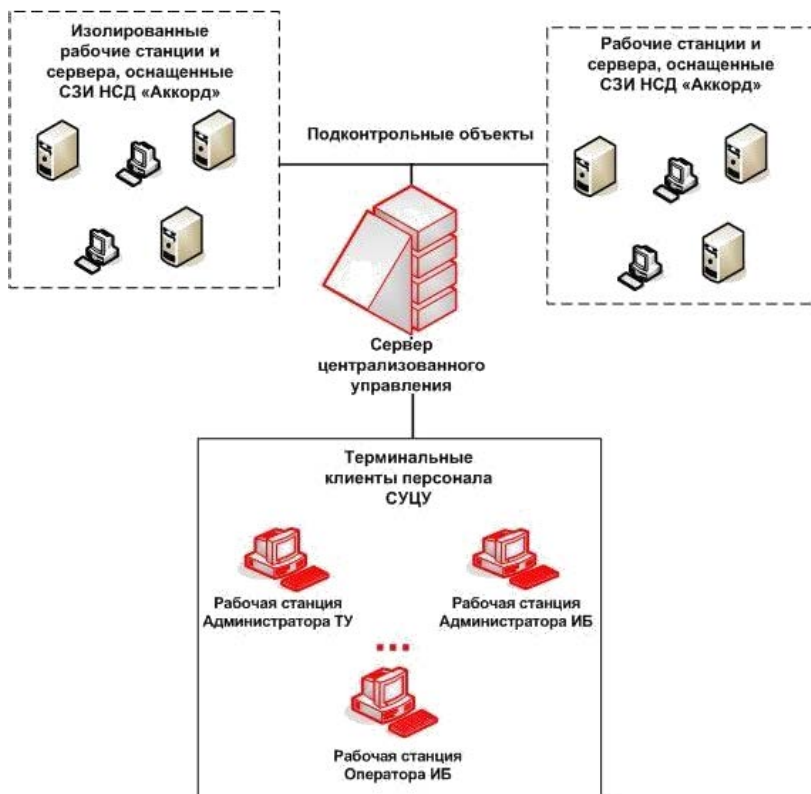 Изолированные
рабочие станции и
сервера, оснащенные
СЗИ НСД «Аккорд»
Рабочие станции и
сервера, оснащенные
СЗИ НСД «Аккорд»
Подконтрольные объекты
Сервер
централизованного
управления
Терминальные
клиенты персонала
СУЦУ
Рабочая станция
Администратора ТУ
Рабочая станция
Администратора ИБ
Рабочая станция
Оператора ИБ